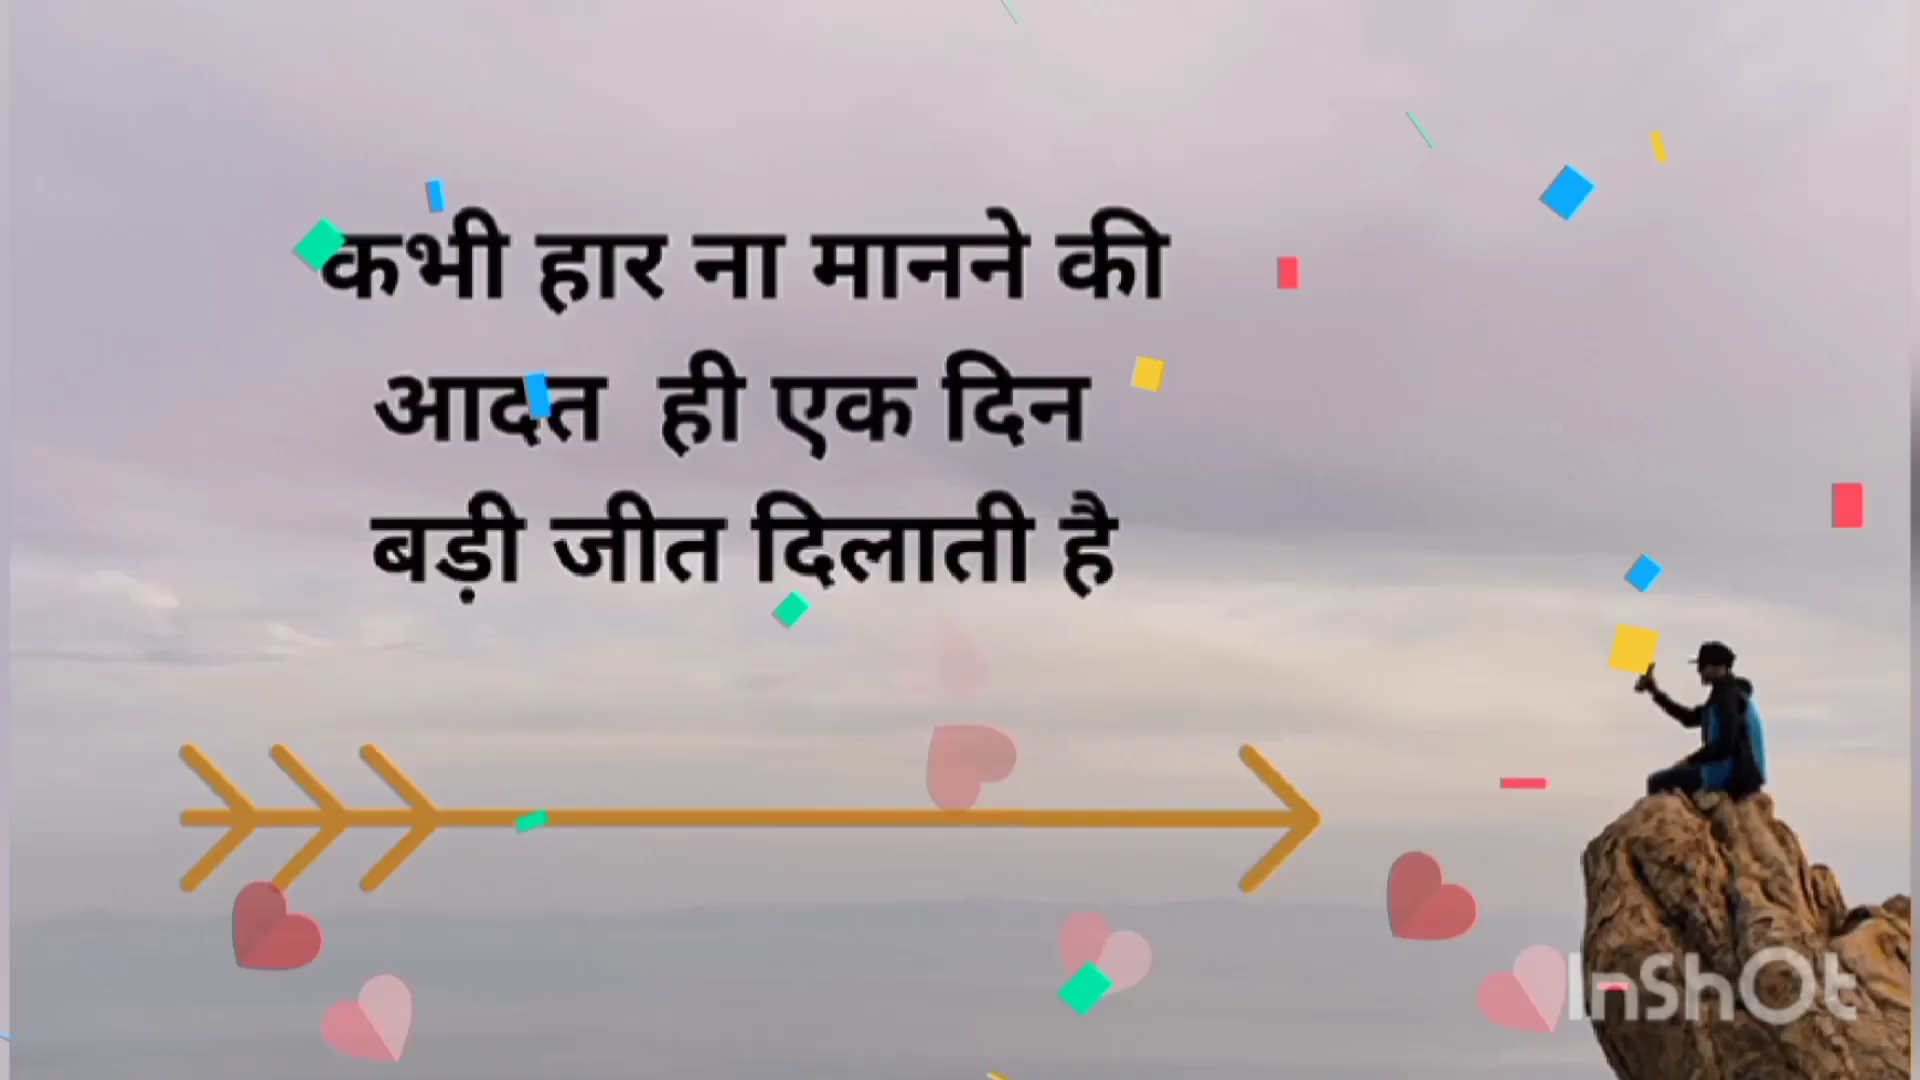 कभी हार ना मानने की
आदत ही एक दिन
बड़ी जीत दिलाती है
InShOt